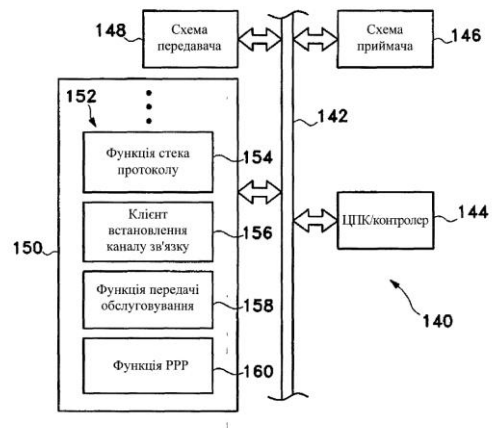 148
Схема
передавача
Схема
приймача
146
152
142
Функція стека
протоколу
154
Клієнт
встановлення
каналу зв'язку
156
ЦПК/контролер
144
150
Функція передачі
обслуговування
158
140
Функція PPP
160